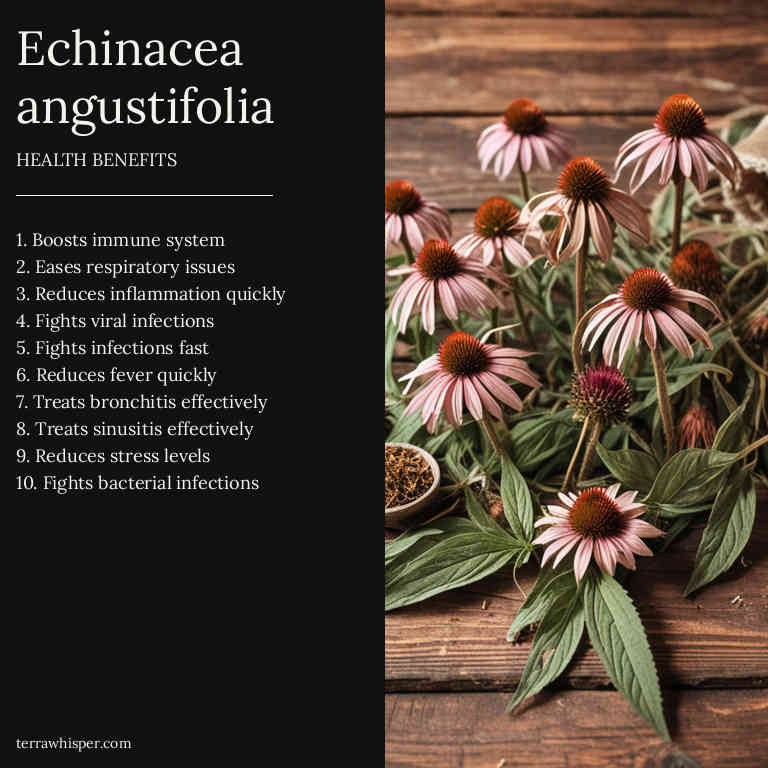 Echinacea
angustifolia
HEALTH BENEFITS
1. Boosts immune system
2. Eases respiratory issues
3. Reduces inflammation quickly
4. Fights viral infections
5. Fights infections fast
6. Reduces fever quickly
7. Treats bronchitis effectively
8. Treats sinusitis effectively
9. Reduces stress levels
10. Fights bacterial infections
terrawhisper.com